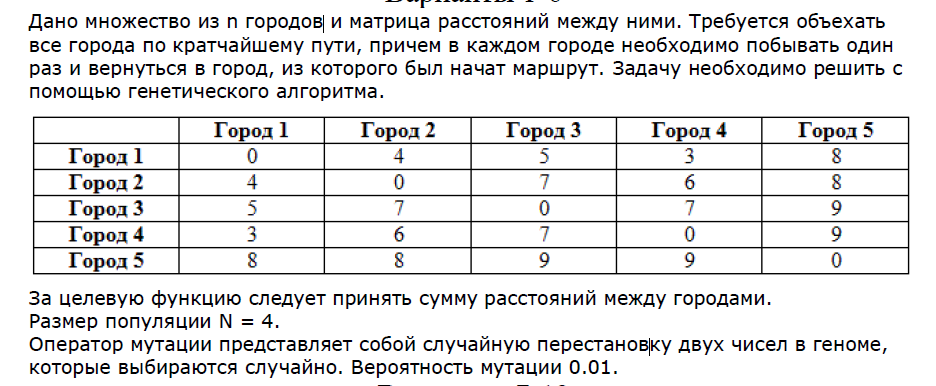 Дано множество из n городов и матрица расстояний между ними. Требуется объехать
все города по кратчайшему пути, причем в каждом городе необходимо побывать один
раз и вернуться в город, из которого был начат маршрут. Задачу необходимо решить с
помощью генетического алгоритма.
Город 1 Город 2 Город 3 Город 4 Город 5
Город 1 0 4 5 3 8
Город 2 4 0 7 6 8
Город 3 5 7 0 7 9
Город 4 3 6 7 0 9
Город 5 8 8 9 9 0
За целевую функцию следует принять сумму расстояний между городами.
Размер популяции N = 4.
Оператор мутации представляет собой случайную перестановку двух чисел в геноме,
которые выбираются случайно. Вероятность мутации 0.01.